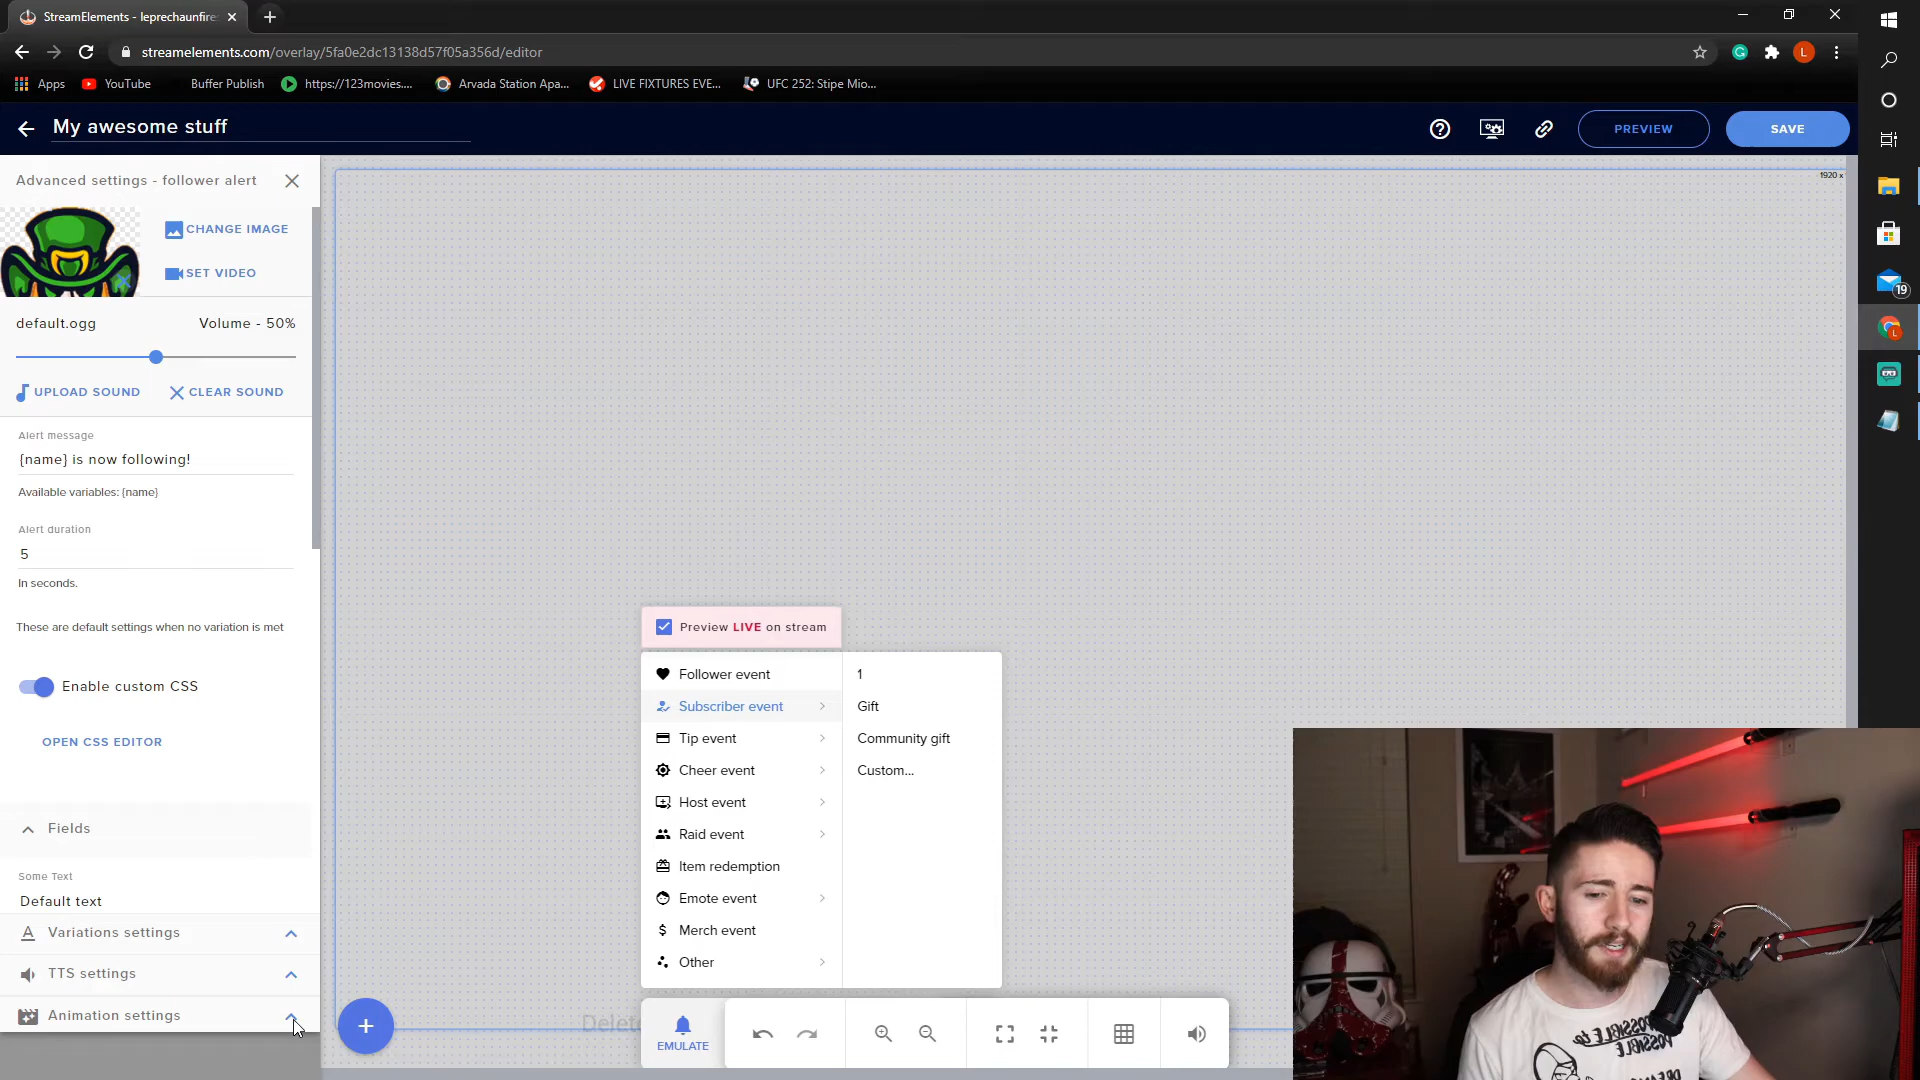 StreamElements - leprechaunfire
streamelements.com/overlay/5fa0e2dc13138d57f05a356d/editor
L
Apps
YouTube
Buffer Publish
https://123movies....
Arvada Station Apa...
LIVE FIXTURES EVE...
UFC 252: Stipe Mio...
My awesome stuff
PREVIEW
SAVE
Advanced settings - follower alert
CHANGE IMAGE
SET VIDEO
default.ogg
Volume - 50%
UPLOAD SOUND
CLEAR SOUND
Alert message
{name} is now following!
Available variables: {name}
Alert duration
5
In seconds.
These are default settings when no variation is met
Enable custom CSS
OPEN CSS EDITOR
Fields
Some Text
Default text
Variations settings
TTS settings
Animation settings
1920 x
Preview LIVE on stream
Follower event
Subscriber event
Tip event
Cheer event
Host event
Raid event
Item redemption
Emote event
Merch event
Other
1
Gift
Community gift
Custom...
EMULATE
19
L